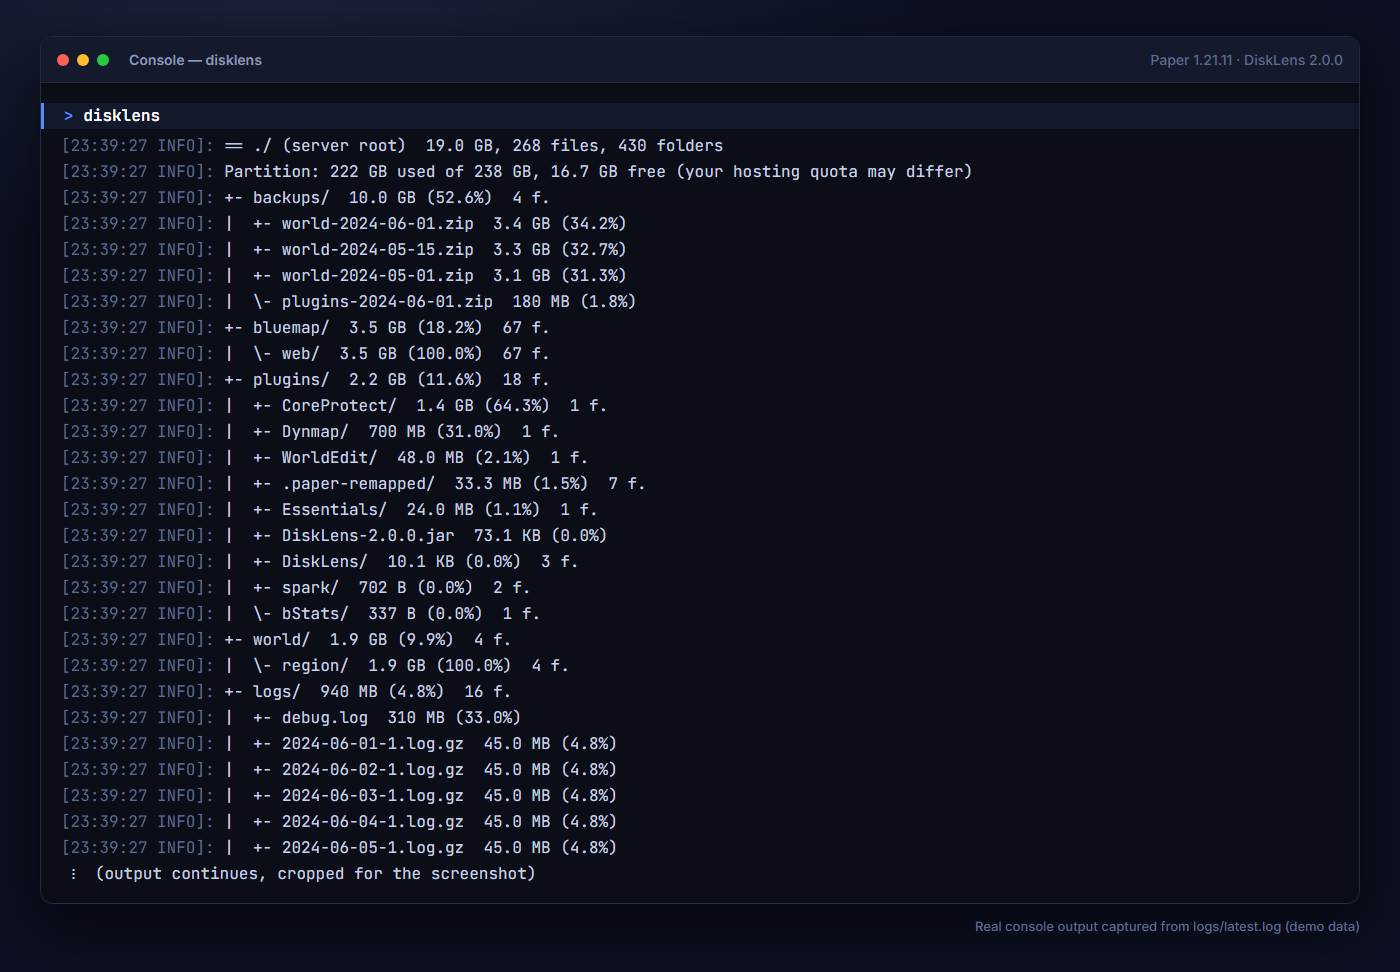 Console — disklens
Paper 1.21.11 · DiskLens 2.0.0
> disklens
[23:39:27 INFO]: == ./ (server root)  19.0 GB, 268 files, 430 folders
[23:39:27 INFO]: Partition: 222 GB used of 238 GB, 16.7 GB free (your hosting quota may differ)
[23:39:27 INFO]: +- backups/  10.0 GB (52.6%)  4 f.
[23:39:27 INFO]: |  +- world-2024-06-01.zip  3.4 GB (34.2%)
[23:39:27 INFO]: |  +- world-2024-05-15.zip  3.3 GB (32.7%)
[23:39:27 INFO]: |  +- world-2024-05-01.zip  3.1 GB (31.3%)
[23:39:27 INFO]: |  \- plugins-2024-06-01.zip  180 MB (1.8%)
[23:39:27 INFO]: +- bluemap/  3.5 GB (18.2%)  67 f.
[23:39:27 INFO]: |  \- web/  3.5 GB (100.0%)  67 f.
[23:39:27 INFO]: +- plugins/  2.2 GB (11.6%)  18 f.
[23:39:27 INFO]: |  +- CoreProtect/  1.4 GB (64.3%)  1 f.
[23:39:27 INFO]: |  +- Dynmap/  700 MB (31.0%)  1 f.
[23:39:27 INFO]: |  +- WorldEdit/  48.0 MB (2.1%)  1 f.
[23:39:27 INFO]: |  +- .paper-remapped/  33.3 MB (1.5%)  7 f.
[23:39:27 INFO]: |  +- Essentials/  24.0 MB (1.1%)  1 f.
[23:39:27 INFO]: |  +- DiskLens-2.0.0.jar  73.1 KB (0.0%)
[23:39:27 INFO]: |  +- DiskLens/  10.1 KB (0.0%)  3 f.
[23:39:27 INFO]: |  +- spark/  702 B (0.0%)  2 f.
[23:39:27 INFO]: |  \- bStats/  337 B (0.0%)  1 f.
[23:39:27 INFO]: +- world/  1.9 GB (9.9%)  4 f.
[23:39:27 INFO]: |  \- region/  1.9 GB (100.0%)  4 f.
[23:39:27 INFO]: +- logs/  940 MB (4.8%)  16 f.
[23:39:27 INFO]: |  +- debug.log  310 MB (33.0%)
[23:39:27 INFO]: |  +- 2024-06-01-1.log.gz  45.0 MB (4.8%)
[23:39:27 INFO]: |  +- 2024-06-02-1.log.gz  45.0 MB (4.8%)
[23:39:27 INFO]: |  +- 2024-06-03-1.log.gz  45.0 MB (4.8%)
[23:39:27 INFO]: |  +- 2024-06-04-1.log.gz  45.0 MB (4.8%)
[23:39:27 INFO]: |  +- 2024-06-05-1.log.gz  45.0 MB (4.8%)
⋮  (output continues, cropped for the screenshot)
Real console output captured from logs/latest.log (demo data)